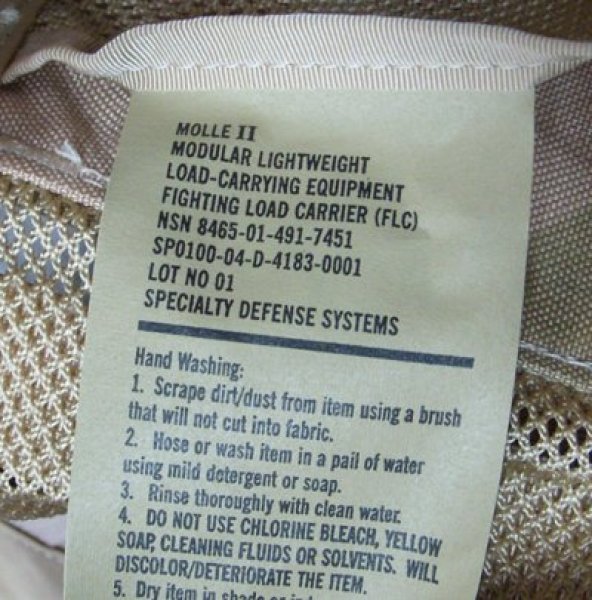 MOLLE II
MODULAR LIGHTWEIGHT
LOAD-CARRYING EQUIPMENT
FIGHTING LOAD CARRIER (FLC)
NSN 8465-01-491-7451
SP0100-04-D-4183-0001
LOT NO 01
SPECIALTY DEFENSE SYSTEMS
Hand Washing:
1. Scrape dirt/dust from item using a brush
that will not cut into fabric.
2. Hose or wash item in a pail of water
using mild detergent or soap.
3. Rinse thoroughly with clean water.
4. DO NOT USE CHLORINE BLEACH, YELLOW
SOAP, CLEANING FLUIDS OR SOLVENTS. WILL
DISCOLOR/DETERIORATE THE ITEM.
5. Dry item in shade or